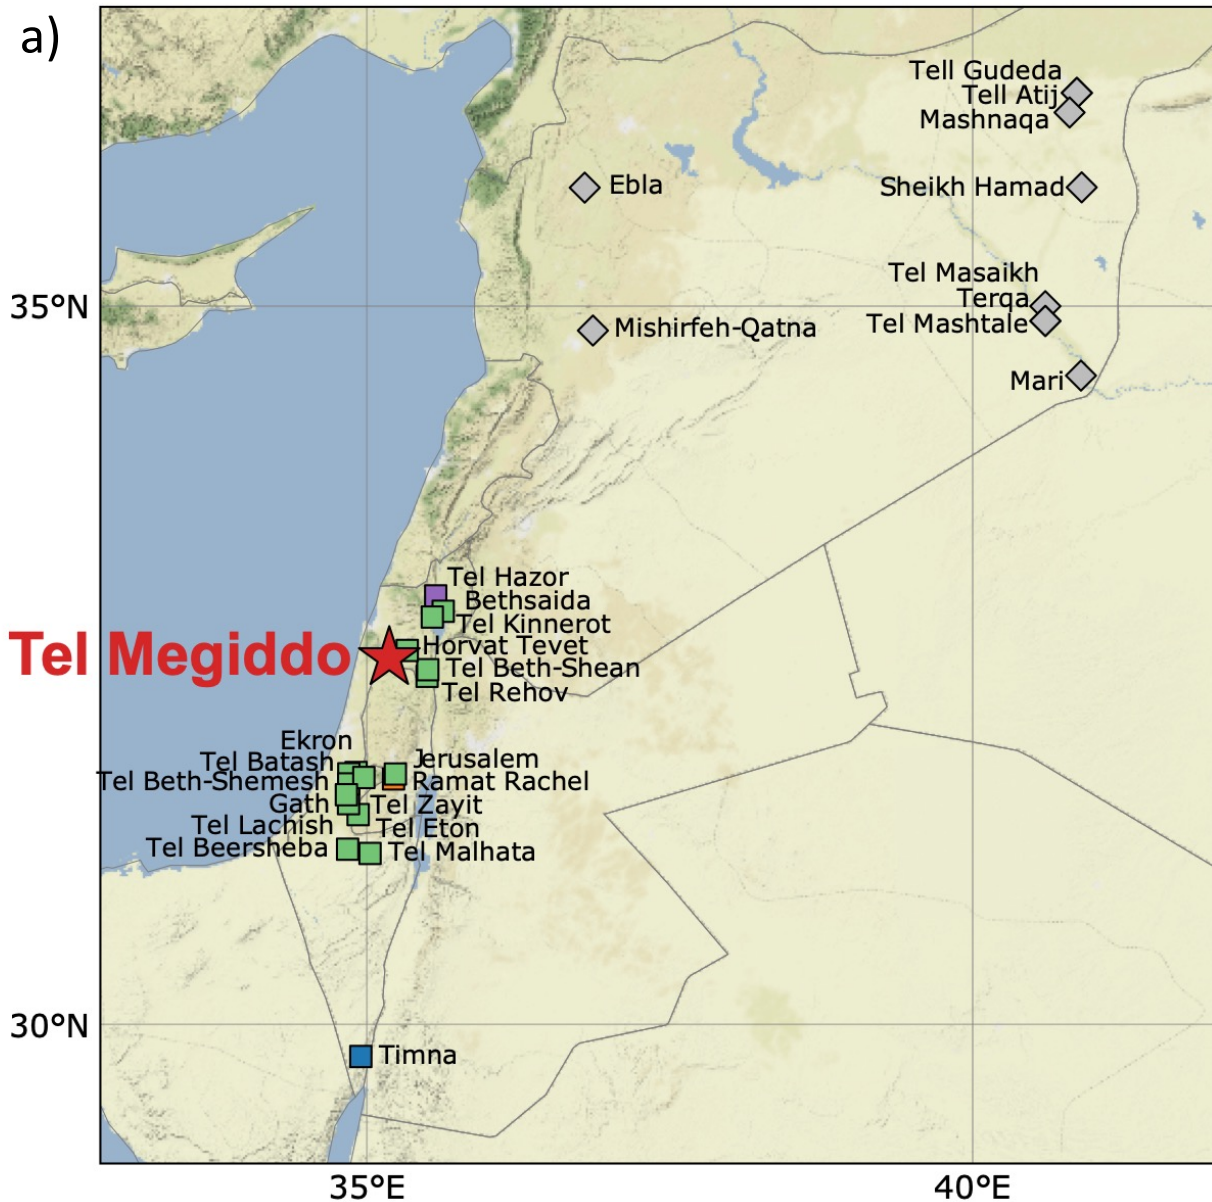 a)
Tell Gudeda
Tell Atij
Mashnaqa
Ebla
Sheikh Hamad
Tel Masaikh
35°N
Terqa
Mishirfeh-Qatna
Tel Mashtale
Mari
Tel Hazor
Bethsaida
Tel Kinnerot
Tel Megiddo
Horvat Tevet
Tel Beth-Shean
Tel Rehov
Ekron
Tel Batash
Jerusalem
Tel Beth-Shemesh
Ramat Rachel
Gath
Tel Zayit
Tel Lachish
Tel Eton
Tel Beersheba
Tel Malhata
30°N
Timna
35°E
40°E